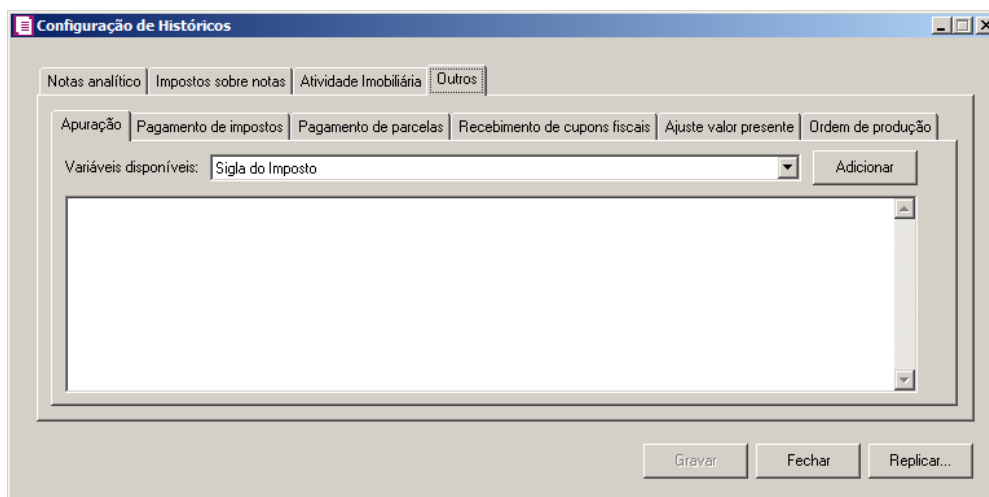 Configuração de Históricos
Notas analítico Impostos sobre notas Atividade Imobiliária Outros
Apuração Pagamento de impostos Pagamento de parcelas Recebimento de cupons fiscais Ajuste valor presente Ordem de produção
Variáveis disponíveis: Sigla do Imposto Adicionar
Gravar Fechar Replicar...